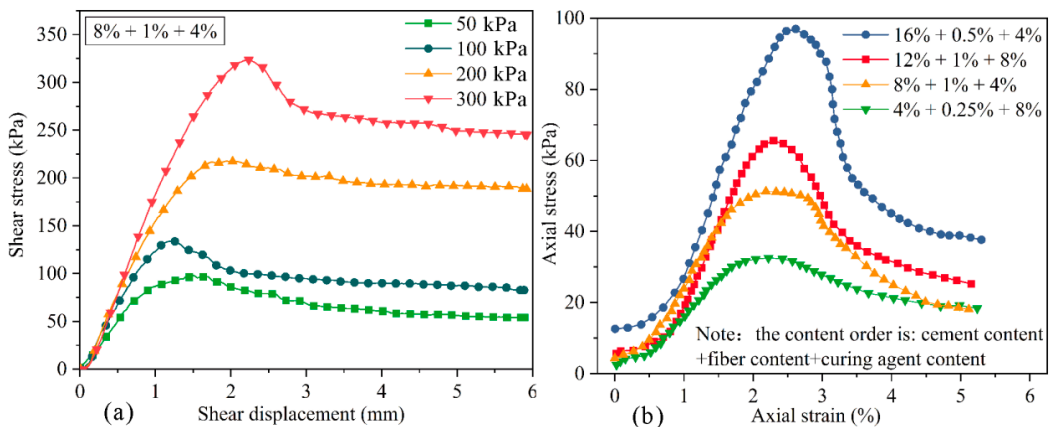 8% + 1% + 4%
50 kPa
100 kPa
200 kPa
300 kPa
350
300
250
200
150
100
50
0
Shear stress (kPa)
0 1 2 3 4 5 6
(a)
Shear displacement (mm)
16% + 0.5% + 4%
12% + 1% + 8%
8% + 1% + 4%
4% + 0.25% + 8%
100
80
60
40
20
0
Axial stress (kPa)
Note： the content order is: cement content
+fiber content+curing agent content
0 1 2 3 4 5 6
(b)
Axial strain (%)